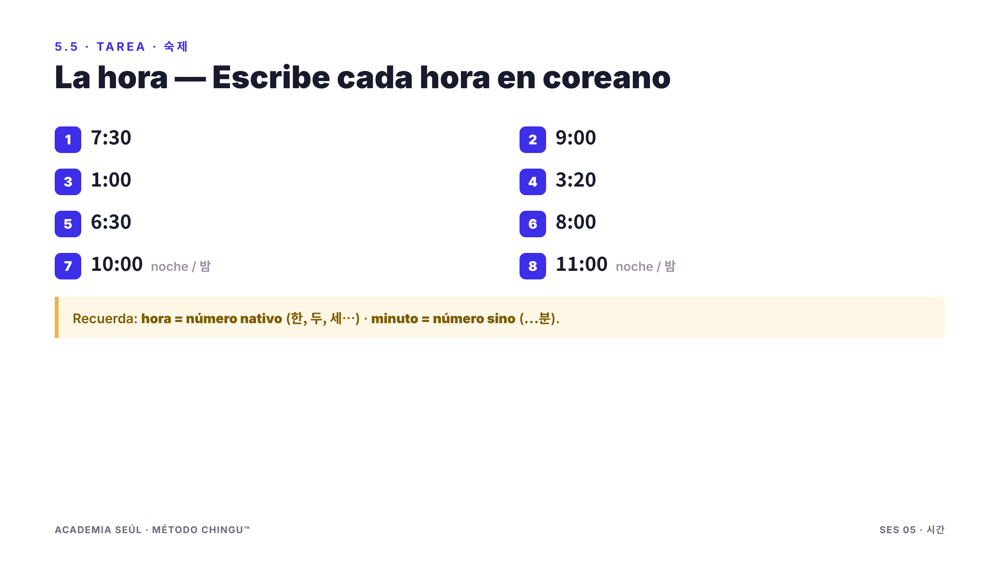 5.5 · TAREA · 숙제
La hora — Escribe cada hora en coreano
1 7:30
2 9:00
3 1:00
4 3:20
5 6:30
6 8:00
7 10:00 noche / 밤
8 11:00 noche / 밤
Recuerda: hora = número nativo (한, 두, 세…) · minuto = número sino (…분).
ACADEMIA SEÚL · MÉTODO CHINGU™
SES 05 · 시간